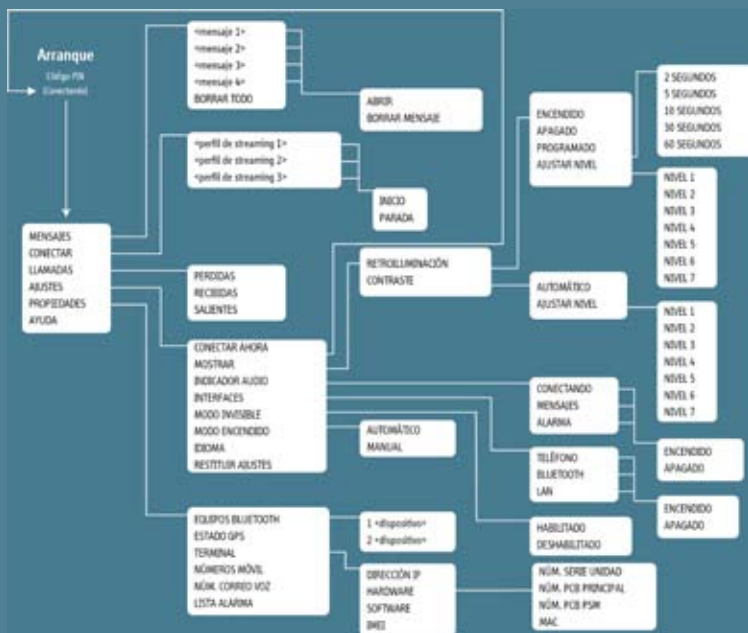 Arranque
Código PIN
(Conectando)
MENSAJES
CONECTAR
LLAMADAS
AJUSTES
PROPIEDADES
AYUDA
<mensaje 1>
<mensaje 2>
<mensaje 3>
<mensaje 4>
BORRAR TODO
ABRIR
BORRAR MENSAJE
<perfil de streaming 1>
<perfil de streaming 2>
<perfil de streaming 3>
INICIO
PARADA
PERDIDAS
RECIBIDAS
SALIENTES
CONECTAR AHORA
MOSTRAR
INDICADOR AUDIO
INTERFACES
MODO INVISIBLE
MODO ENCENDIDO
IDIOMA
RESTITUIR AJUSTES
RETROILUMINACIÓN
CONTRASTE
ENCENDIDO
APAGADO
PROGRAMADO
AJUSTAR NIVEL
2 SEGUNDOS
5 SEGUNDOS
10 SEGUNDOS
30 SEGUNDOS
60 SEGUNDOS
NIVEL 1
NIVEL 2
NIVEL 3
NIVEL 4
NIVEL 5
NIVEL 6
NIVEL 7
AUTOMÁTICO
AJUSTAR NIVEL
NIVEL 1
NIVEL 2
NIVEL 3
NIVEL 4
NIVEL 5
NIVEL 6
NIVEL 7
CONECTANDO
MENSAJES
ALARMA
ENCENDIDO
APAGADO
TELÉFONO
BLUETOOTH
LAN
ENCENDIDO
APAGADO
HABILITADO
DESHABILITADO
AUTOMÁTICO
MANUAL
EQUIPOS BLUETOOTH
ESTADO GPS
TERMINAL
NÚMEROS MÓVIL
NÚM. CORREO VOZ
LISTA ALARMA
1 <dispositivo>
2 <dispositivo>
DIRECCIÓN IP
HARDWARE
SOFTWARE
IMEI
NÚM. SERIE UNIDAD
NÚM. PCB PRINCIPAL
NÚM. PCB PSM
MAC